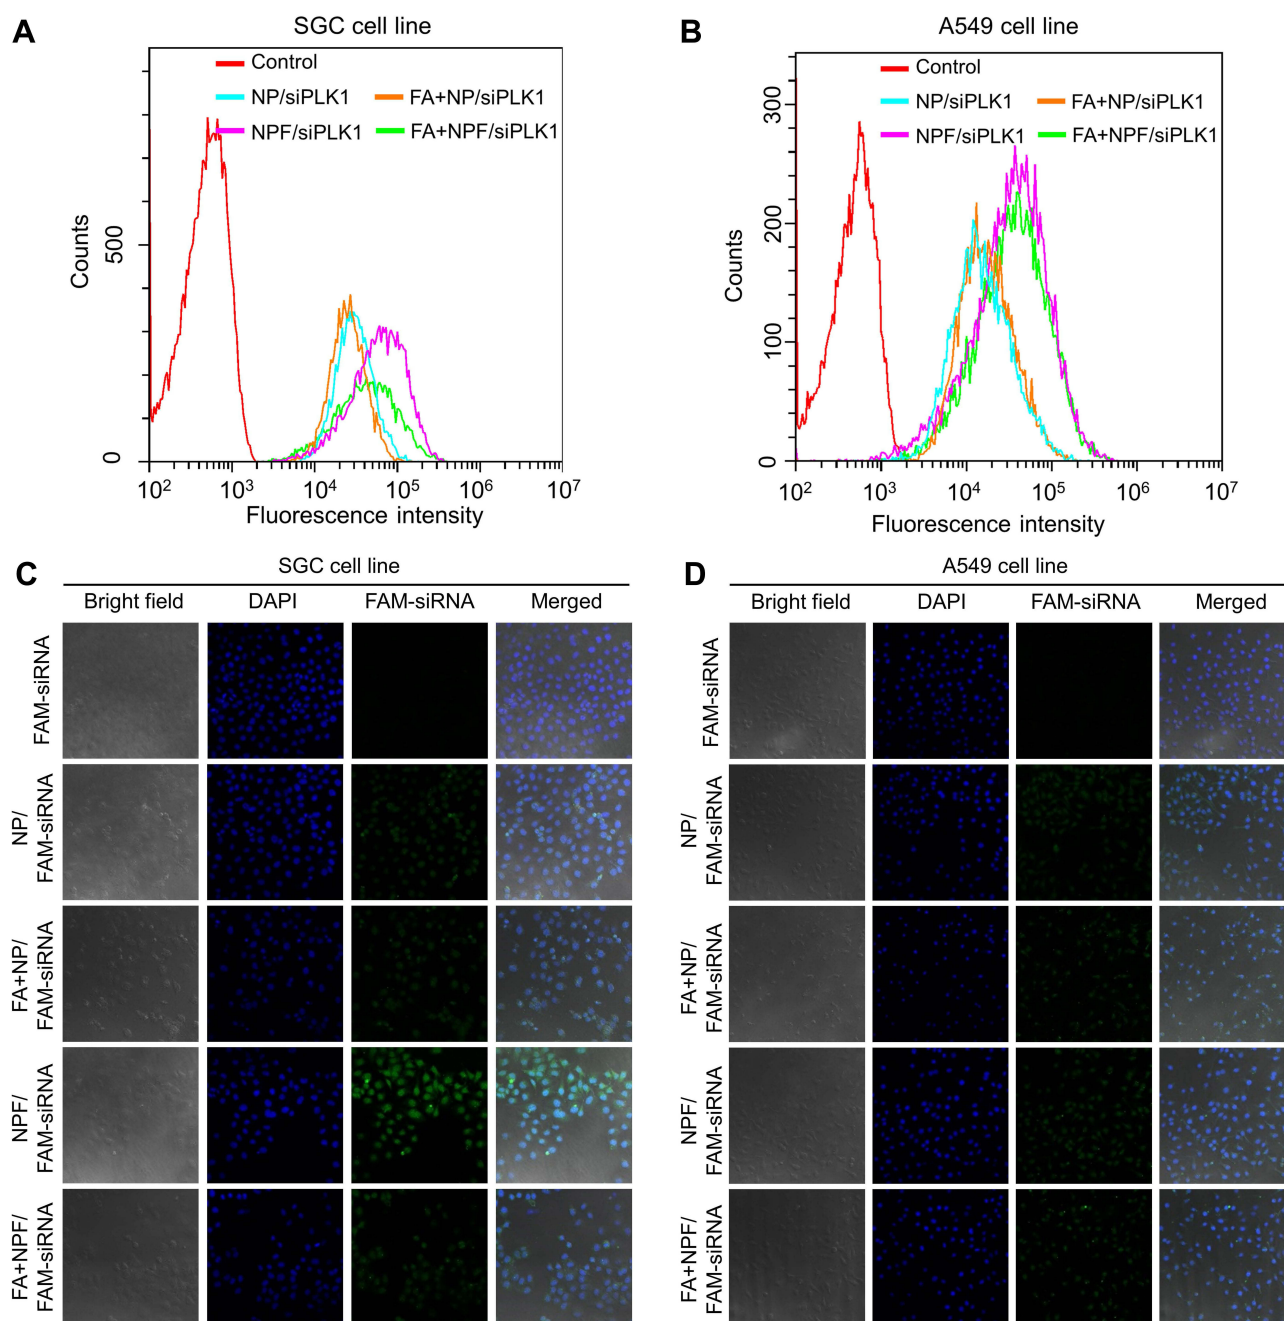 A
SGC cell line
Control
NP/siPLK1
FA+NP/siPLK1
NPF/siPLK1
FA+NPF/siPLK1
Counts
500
0
10²
10³
10⁴
10⁵
10⁶
10⁷
Fluorescence intensity
B
A549 cell line
Control
NP/siPLK1
FA+NP/siPLK1
NPF/siPLK1
FA+NPF/siPLK1
Counts
300
200
100
0
10²
10³
10⁴
10⁵
10⁶
10⁷
Fluorescence intensity
C
SGC cell line
Bright field
DAPI
FAM-siRNA
Merged
FAM-siRNA
NP/
FAM-siRNA
FA+NP/
FAM-siRNA
NPF/
FAM-siRNA
FA+NPF/
FAM-siRNA
D
A549 cell line
Bright field
DAPI
FAM-siRNA
Merged
FAM-siRNA
NP/
FAM-siRNA
FA+NP/
FAM-siRNA
NPF/
FAM-siRNA
FA+NPF/
FAM-siRNA